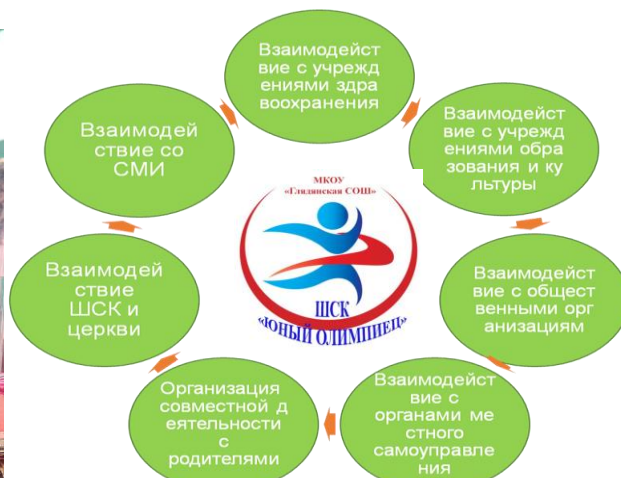 Взаимодейст
вие с учрежд
ениями здра
воохранения
Взаимодейст
вие с учрежд
ениями обра
зования и ку
льтуры
Взаимодейст
вие с общест
венными орг
анизациям
Взаимодейст
вие с
органами ме
стного
самоуправле
ния
Организация
совместной д
еятельности
с
родителями
Взаимодей
ствие
ШСК и
церкви
Взаимодей
ствие со
СМИ
МКОУ
«Глядянская СОШ»
ШСК
«ЮНЫЙ ОЛИМПИЕЦ»